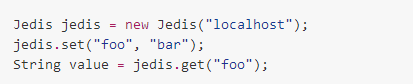 Jedis jedis = new Jedis("localhost");
jedis.set("foo", "bar");
String value = jedis.get("foo");